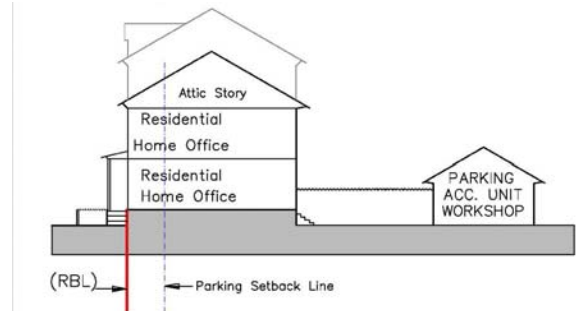 Attic Story
Residential
Home Office
Residential
Home Office
PARKING
ACC. UNIT
WORKSHOP
(RBL)
Parking Setback Line